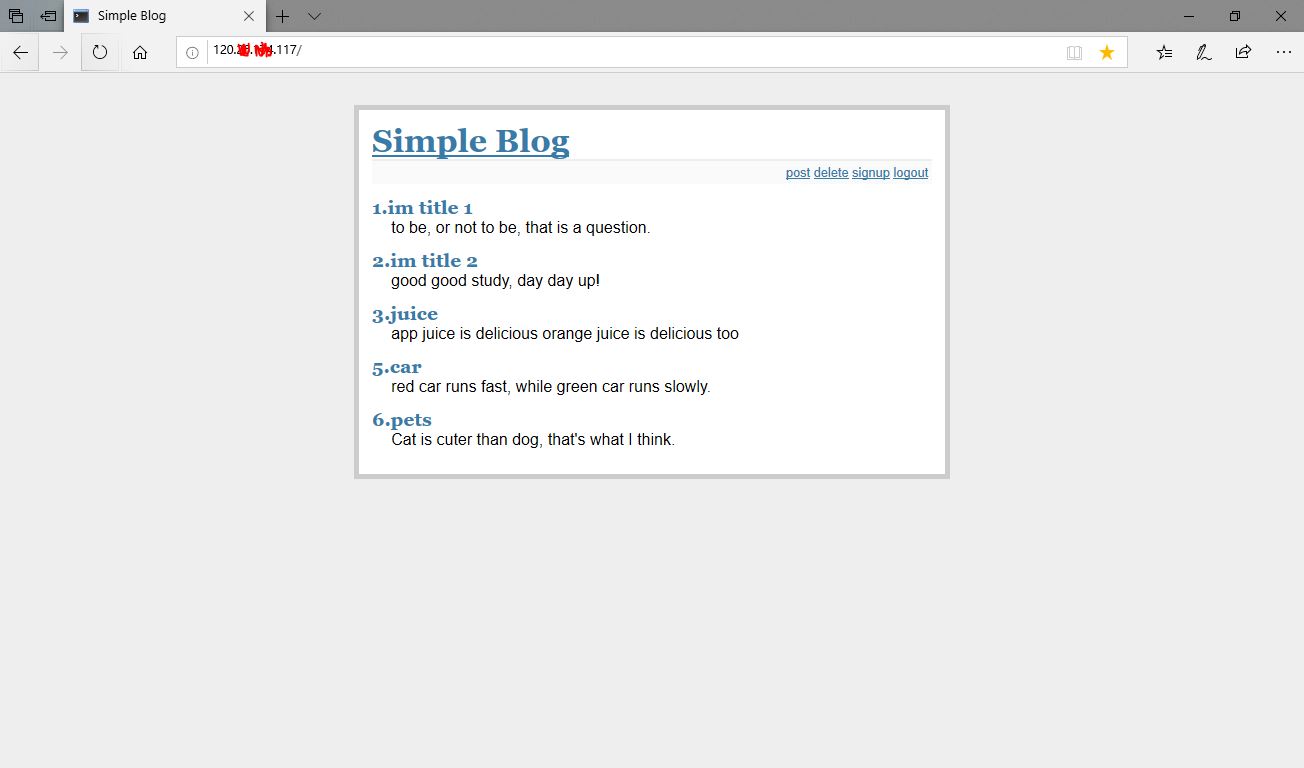 Simple Blog
120.
.117/
Simple Blog
post delete signup logout
1.im title 1
to be, or not to be, that is a question.
2.im title 2
good good study, day day up!
3.juice
app juice is delicious orange juice is delicious too
5.car
red car runs fast, while green car runs slowly.
6.pets
Cat is cuter than dog, that's what I think.